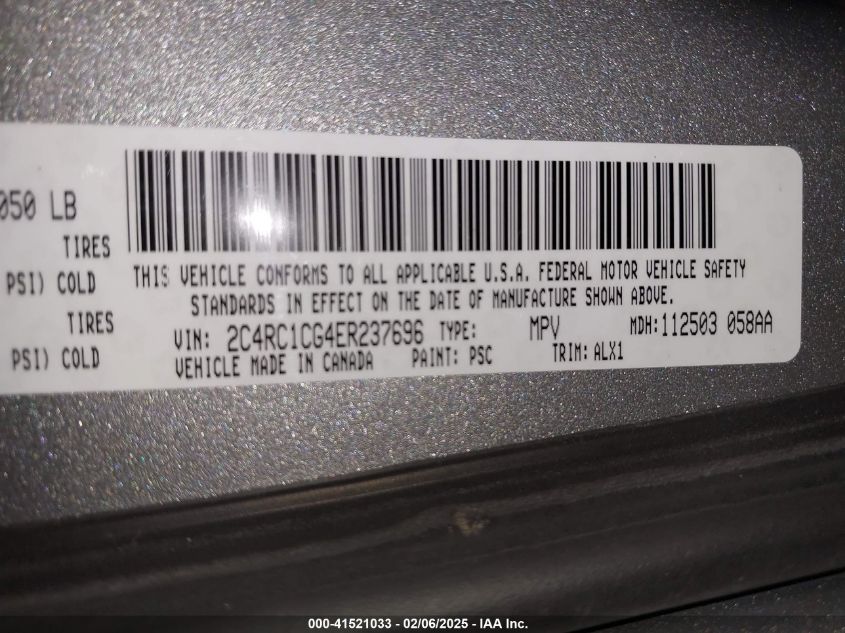 050 LB
TIRES
PSI) COLD
TIRES
PSI) COLD
THIS VEHICLE CONFORMS TO ALL APPLICABLE U.S.A. FEDERAL MOTOR VEHICLE SAFETY
STANDARDS IN EFFECT ON THE DATE OF MANUFACTURE SHOWN ABOVE.
VIN: 2C4RC1CG4ER237696 TYPE: MPV MDH: 112503 058AA
VEHICLE MADE IN CANADA PAINT: PSC TRIM: ALX1
000-41521033 - 02/06/2025 - IAA Inc.